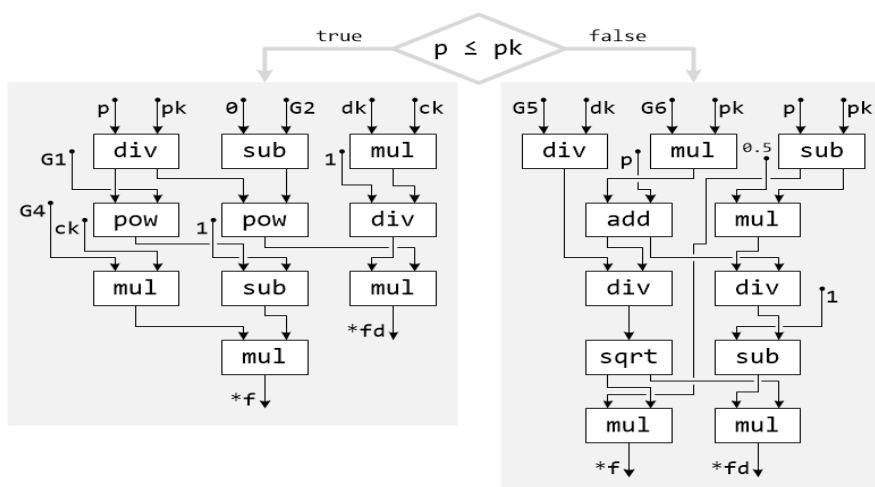 true
p ≤ pk
false
p pk 0 G2 dk ck
div sub mul
G1 1
pow pow div
G4 ck 1
mul sub mul
*fd
mul
*f
G5 dk G6 pk p pk
div mul sub
p 0.5
add mul
div div
1
sqrt sub
mul mul
*f *fd